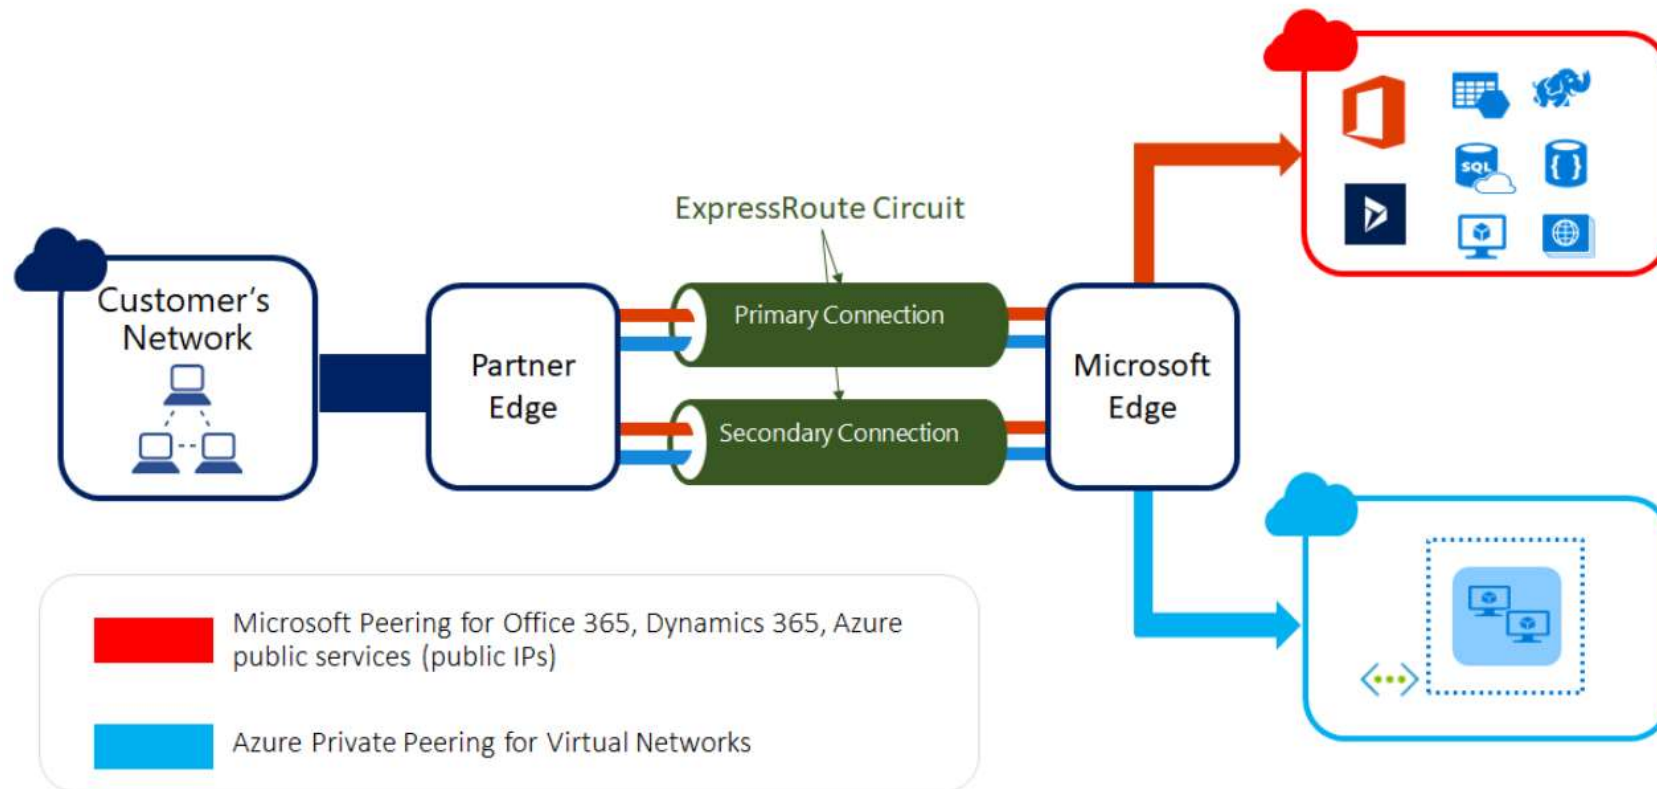 ExpressRoute Circuit
Customer's
Network
Partner
Edge
Primary Connection
Secondary Connection
Microsoft
Edge
SQL
Microsoft Peering for Office 365, Dynamics 365, Azure
public services (public IPs)
Azure Private Peering for Virtual Networks